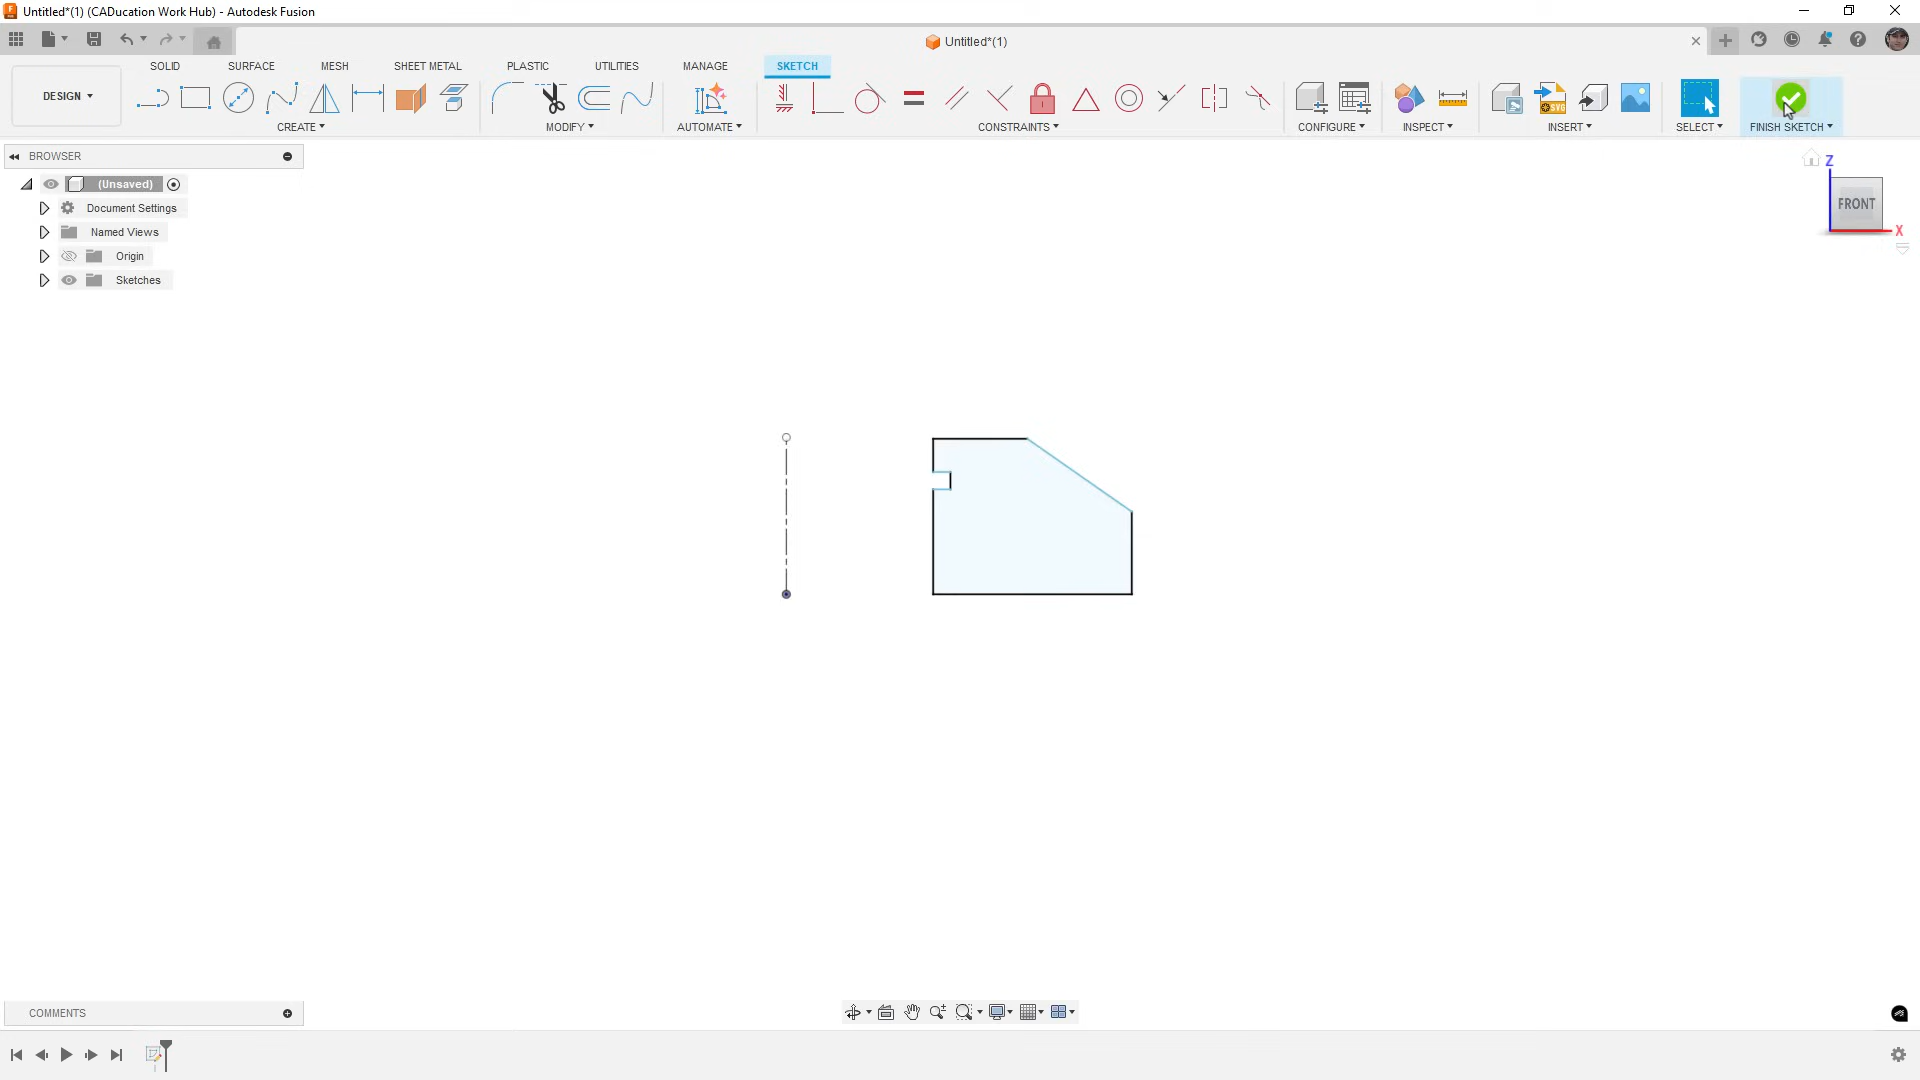 Untitled*(1) (CADucation Work Hub) - Autodesk Fusion
Untitled*(1)
SOLID SURFACE MESH SHEET METAL PLASTIC UTILITIES MANAGE SKETCH
DESIGN
CREATE MODIFY AUTOMATE CONSTRAINTS CONFIGURE INSPECT INSERT SELECT FINISH SKETCH
BROWSER
(Unsaved)
Document Settings
Named Views
Origin
Sketches
Z
FRONT
X
COMMENTS